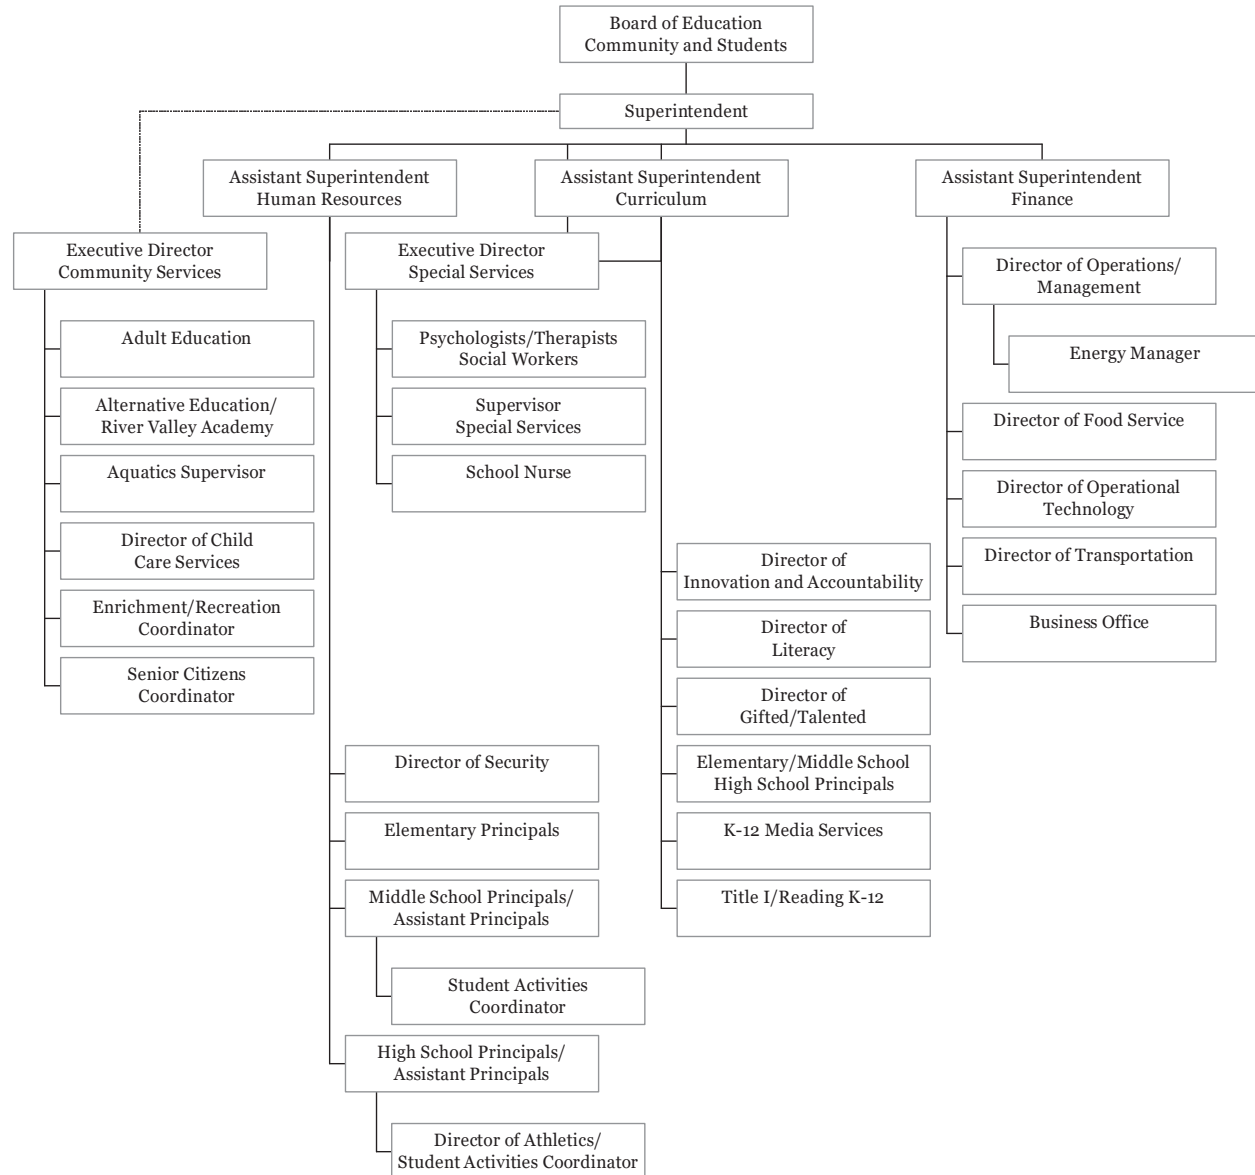 Board of Education
Community and Students
Superintendent
Assistant Superintendent
Human Resources
Assistant Superintendent
Curriculum
Assistant Superintendent
Finance
Executive Director
Community Services
Adult Education
Alternative Education/
River Valley Academy
Aquatics Supervisor
Director of Child
Care Services
Enrichment/Recreation
Coordinator
Senior Citizens
Coordinator
Executive Director
Special Services
Psychologists/Therapists
Social Workers
Supervisor
Special Services
School Nurse
Director of Security
Elementary Principals
Middle School Principals/
Assistant Principals
Student Activities
Coordinator
High School Principals/
Assistant Principals
Director of Athletics/
Student Activities Coordinator
Director of
Innovation and Accountability
Director of
Literacy
Director of
Gifted/Talented
Elementary/Middle School
High School Principals
K-12 Media Services
Title I/Reading K-12
Director of Operations/
Management
Energy Manager
Director of Food Service
Director of Operational
Technology
Director of Transportation
Business Office